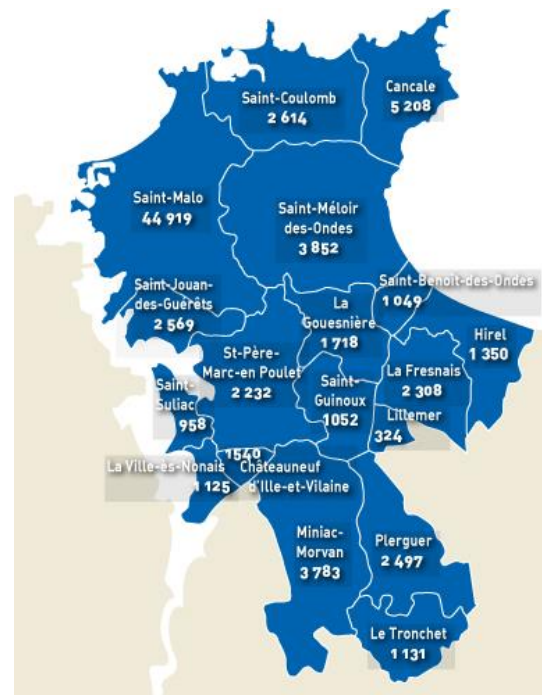 Saint-Coulomb
2 614
Cancale
5 208
Saint-Malo
44 919
Saint-Méloir
des-Ondes
3 852
Saint-Jouan-
des-Guérêts
2 569
La
Gouesnière
1 718
Saint-Benoît-des-Ondes
1 049
Hirel
1 350
St-Père-
Marc-en Poulet
2 232
Saint-
Guinoux
1052
La Fresnais
2 308
Lillemer
324
Saint-
Suliac
958
La Ville-ès-Nonais
1 125
1540
Châteauneuf
d'Ille-et-Vilaine
Miniac-
Morvan
3 783
Plerguer
2 497
Le Tronchet
1 131